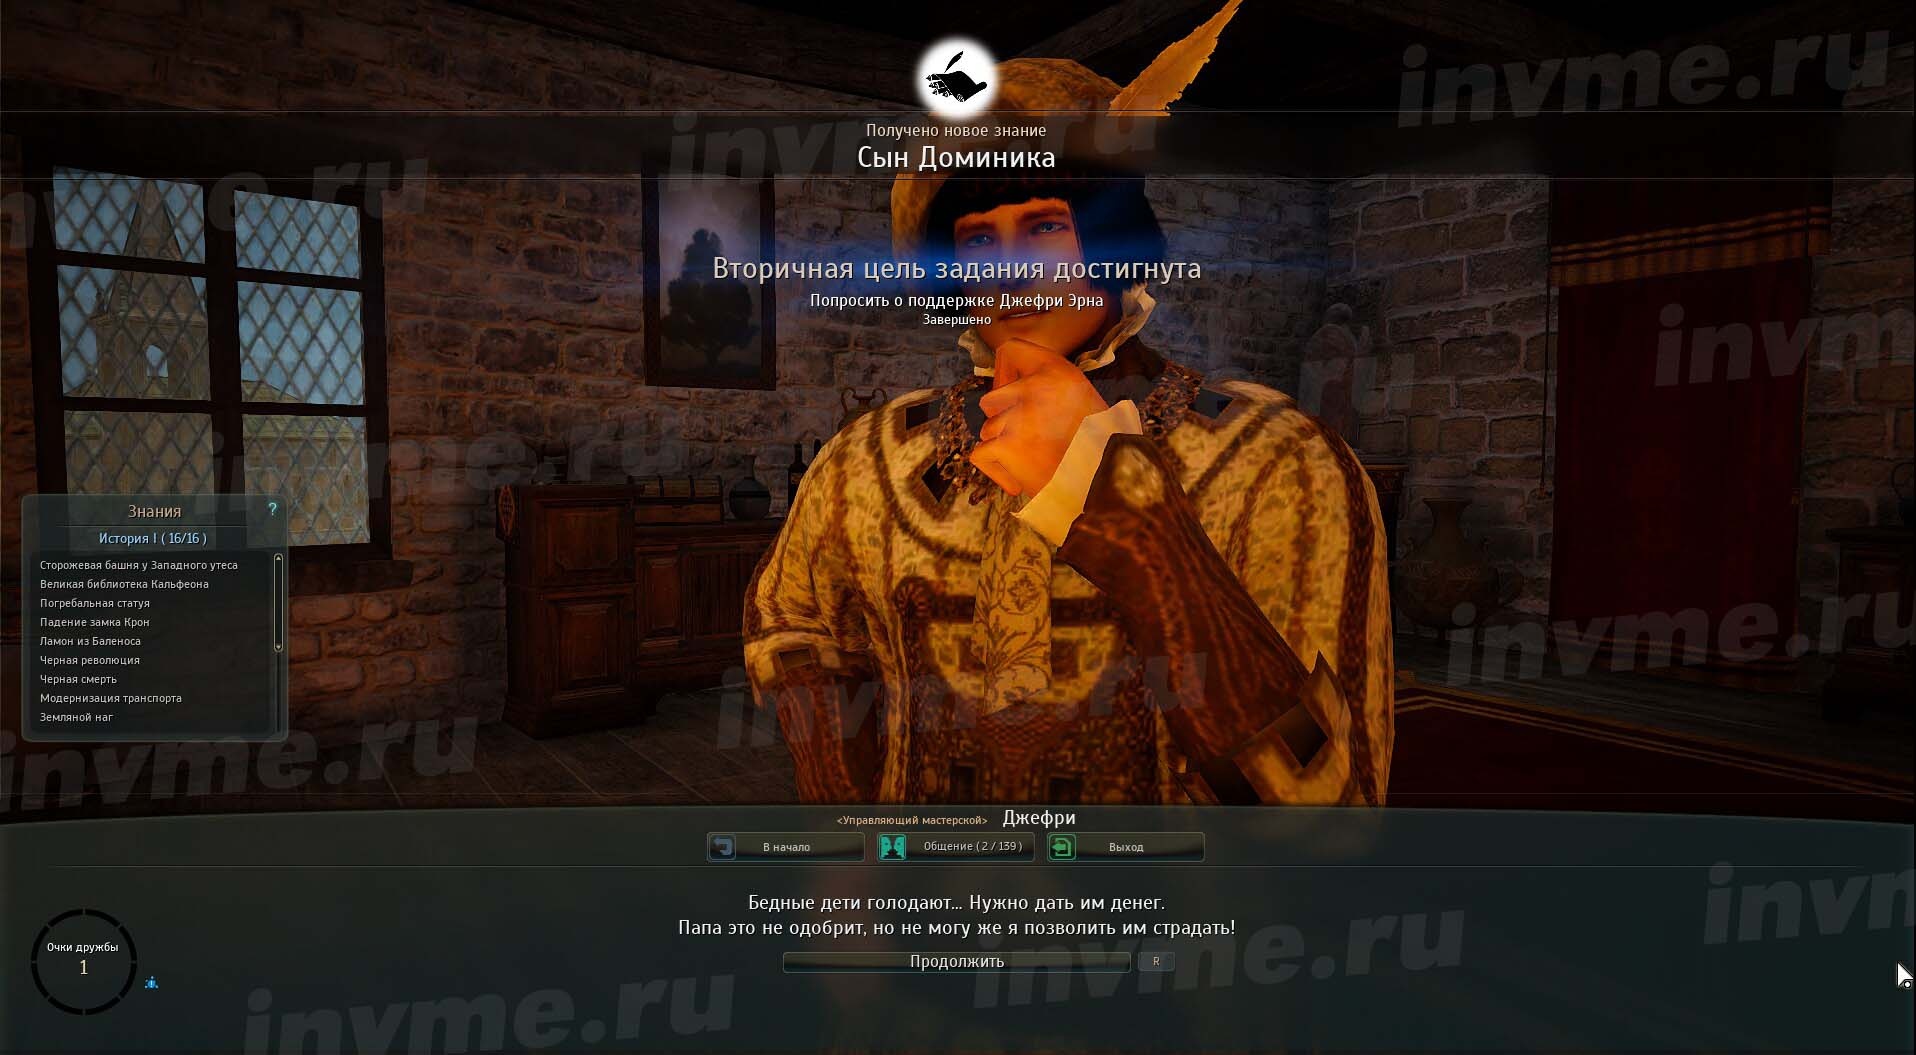 invme.ru
Получено новое знание
Сын Доминика
Вторичная цель задания достигнута
Попросить о поддержке Джефри Эрна
Завершено
Знания
?
История I ( 16/16 )
Сторожевая башня у Западного утеса
Великая библиотека Кальфеона
Погребальная статуя
Падение замка Крон
Ламон из Баленоса
Черная революция
Черная смерть
Модернизация транспорта
Земляной наг
<Управляющий мастерской> Джефри
В начало
Общение ( 2 / 139 )
Выход
Бедные дети голодают... Нужно дать им денег.
Папа это не одобрит, но не могу же я позволить им страдать!
Продолжить
R
Очки дружбы
1